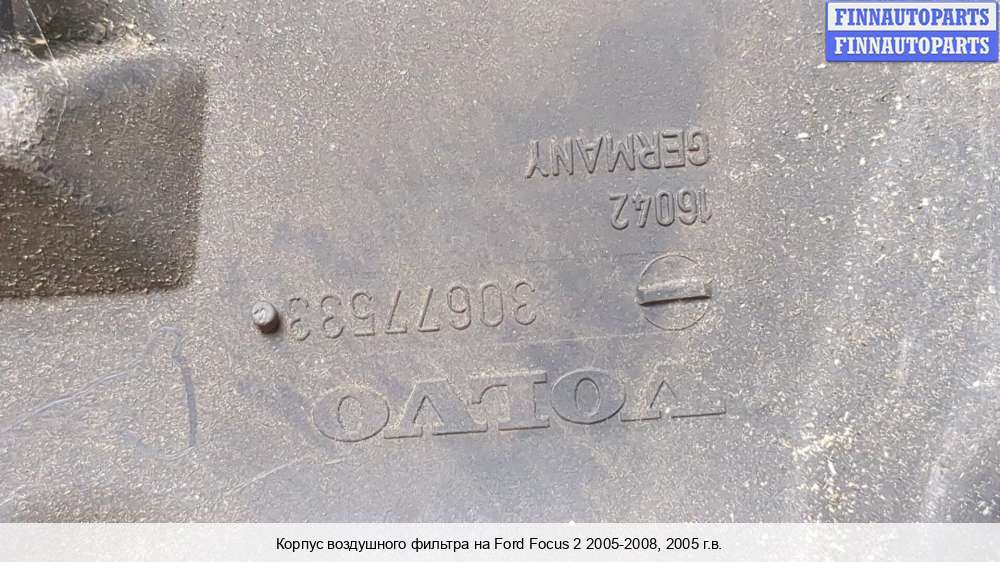 FINNAUTOPARTS
FINNAUTOPARTS
VOLVO
30677533
16042
GERMANY
Корпус воздушного фильтра на Ford Focus 2 2005-2008, 2005 г.в.